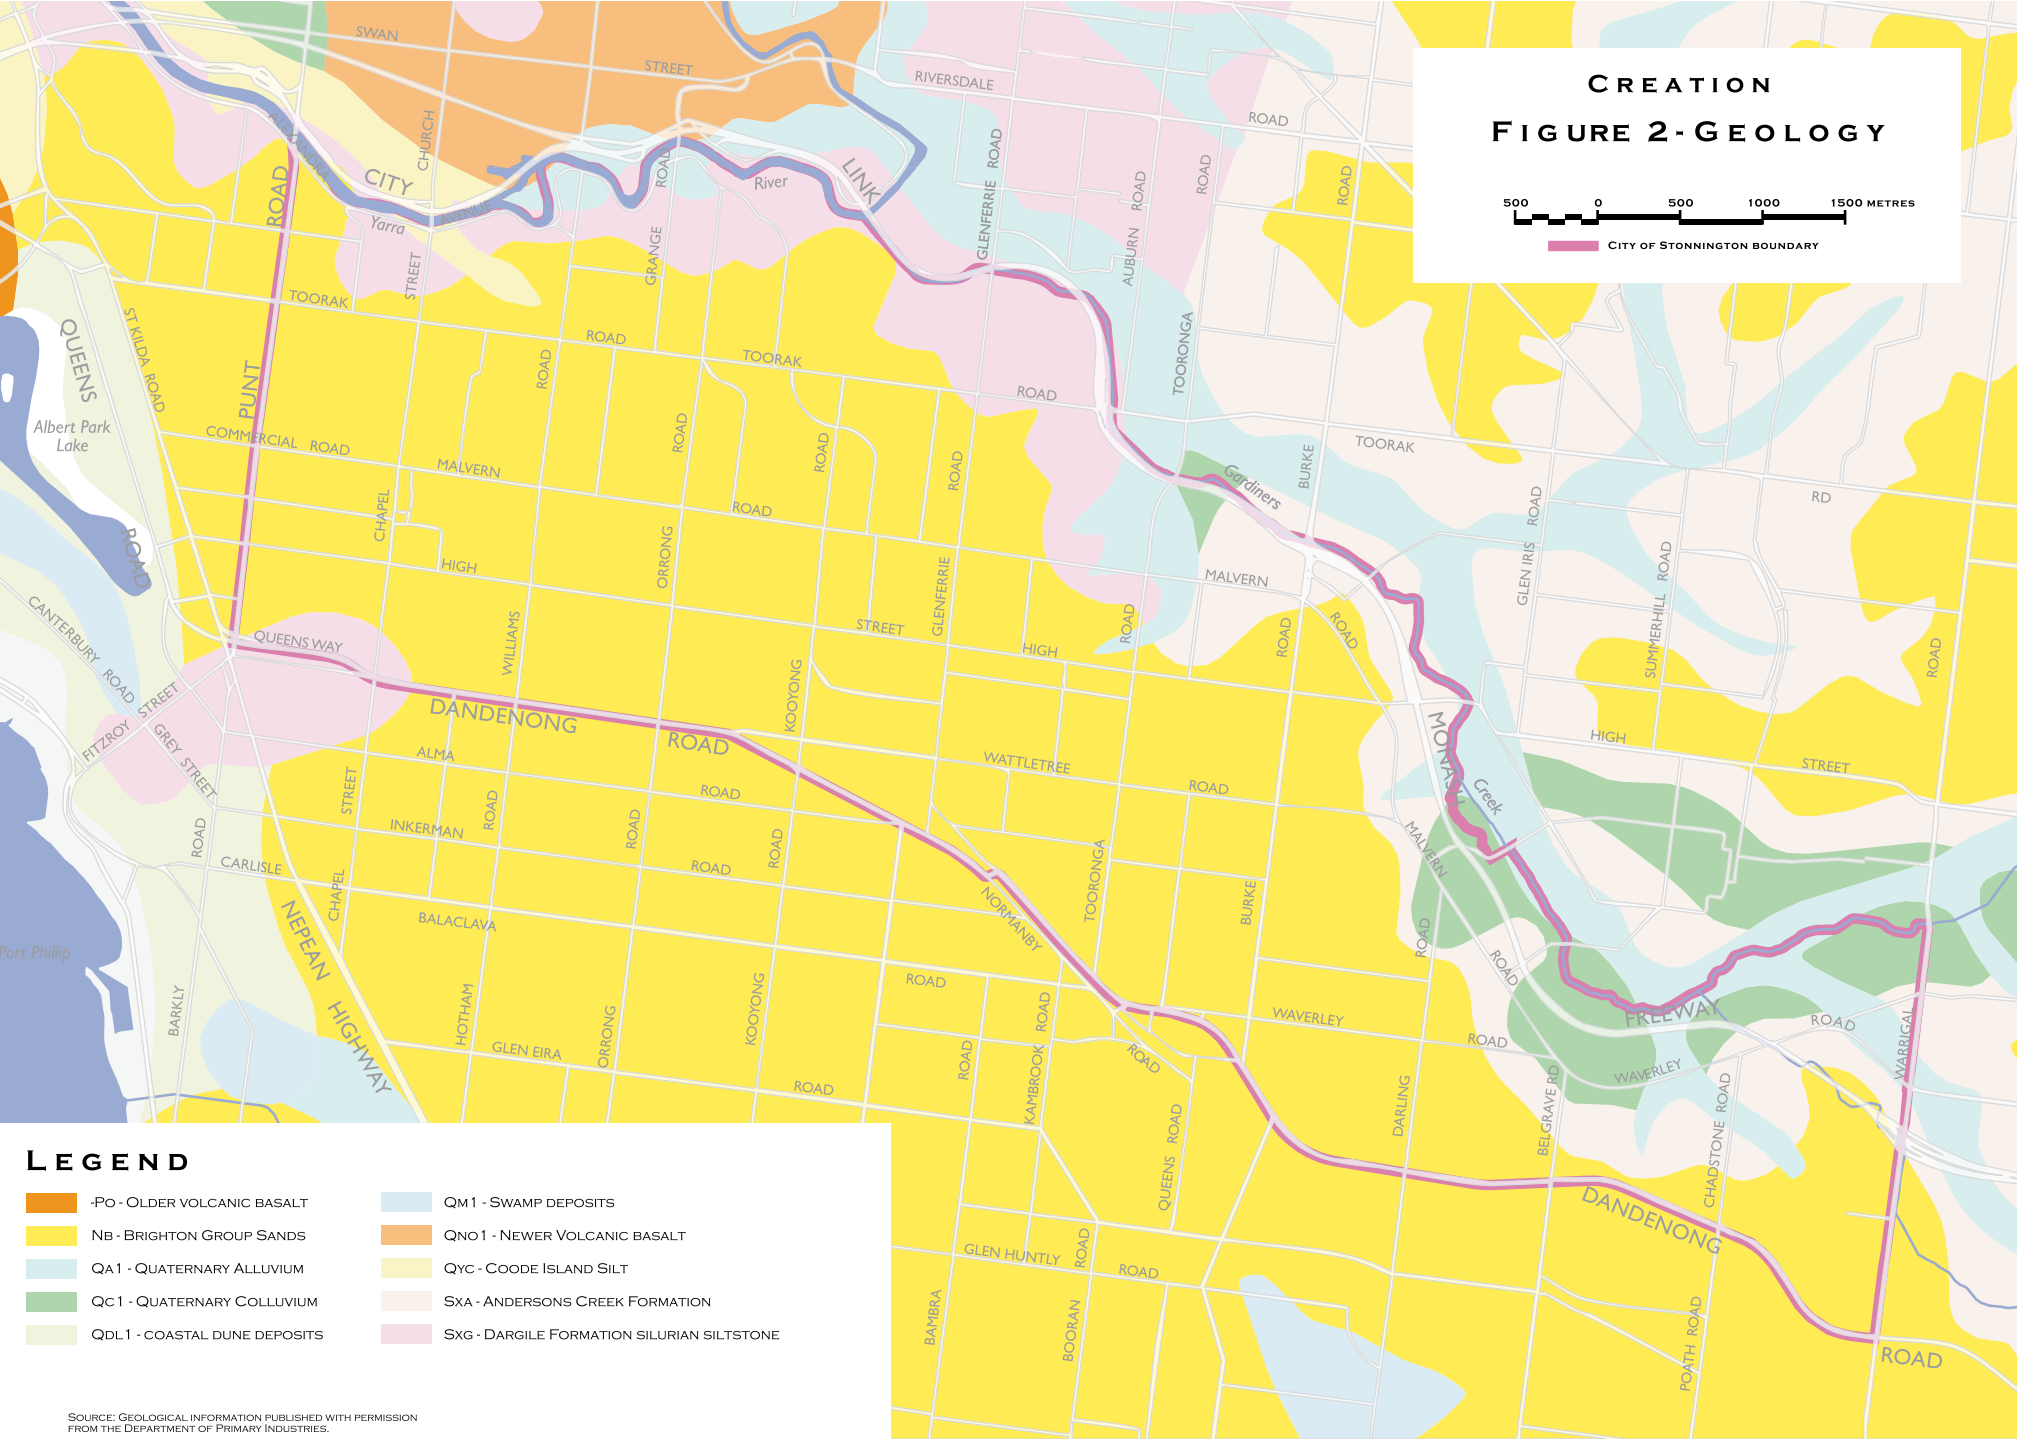 CREATION
FIGURE 2-GEOLOGY
500 0 500 1000 1500 METRES
CITY OF STONNINGTON BOUNDARY
SWAN
STREET
RIVERSDALE
ROAD
ALEXANDRA
AVENUE
CITY
LINK
CHURCH
STREET
Yarra
River
ROAD
GRANGE
GLENFERRIE ROAD
AUBURN ROAD
ROAD
TOORONGA
ROAD
PUNT
ROAD
QUEENS
ROAD
ST KILDA ROAD
TOORAK
ROAD
TOORAK
ROAD
TOORAK
RD
Albert Park
Lake
COMMERCIAL ROAD
MALVERN
ROAD
MALVERN
ROAD
ROAD
ROAD
ROAD
ROAD
CHAPEL
HIGH
STREET
HIGH
HIGH
STREET
ORRONG
GLENFERRIE
WILLIAMS
KOOYONG
ROAD
ROAD
BURKE
Gardiners
Creek
GLEN IRIS ROAD
SUMMERHILL ROAD
ROAD
CANTERBURY ROAD
QUEENS WAY
FITZROY STREET
GREY STREET
DANDENONG
ROAD
ALMA
ROAD
WATTLETREE
ROAD
MONASH
FREEWAY
STREET
ROAD
ROAD
ROAD
INKERMAN
ROAD
CARLISLE
ROAD
CHAPEL
BALACLAVA
ROAD
NORMANBY
ROAD
TOORONGA
BURKE
MALVERN
ROAD
ROAD
NEPEAN HIGHWAY
Port Phillip
BARKLY
HOTHAM
ORRONG
KOOYONG
GLEN EIRA
ROAD
ROAD
KAMBROOK ROAD
QUEENS ROAD
WAVERLEY
ROAD
WAVERLEY
ROAD
WARRIGAL
DARLING
BELGRAVE RD
CHADSTONE ROAD
DANDENONG
ROAD
GLEN HUNTLY
ROAD
ROAD
BAMBRA
BOORAN
POATH ROAD
LEGEND
-PO - OLDER VOLCANIC BASALT
NB - BRIGHTON GROUP SANDS
QA1 - QUATERNARY ALLUVIUM
QC1 - QUATERNARY COLLUVIUM
QDL1 - COASTAL DUNE DEPOSITS
QM1 - SWAMP DEPOSITS
QNO1 - NEWER VOLCANIC BASALT
QYC - COODE ISLAND SILT
SXA - ANDERSONS CREEK FORMATION
SXG - DARGILE FORMATION SILURIAN SILTSTONE
SOURCE: GEOLOGICAL INFORMATION PUBLISHED WITH PERMISSION
FROM THE DEPARTMENT OF PRIMARY INDUSTRIES.